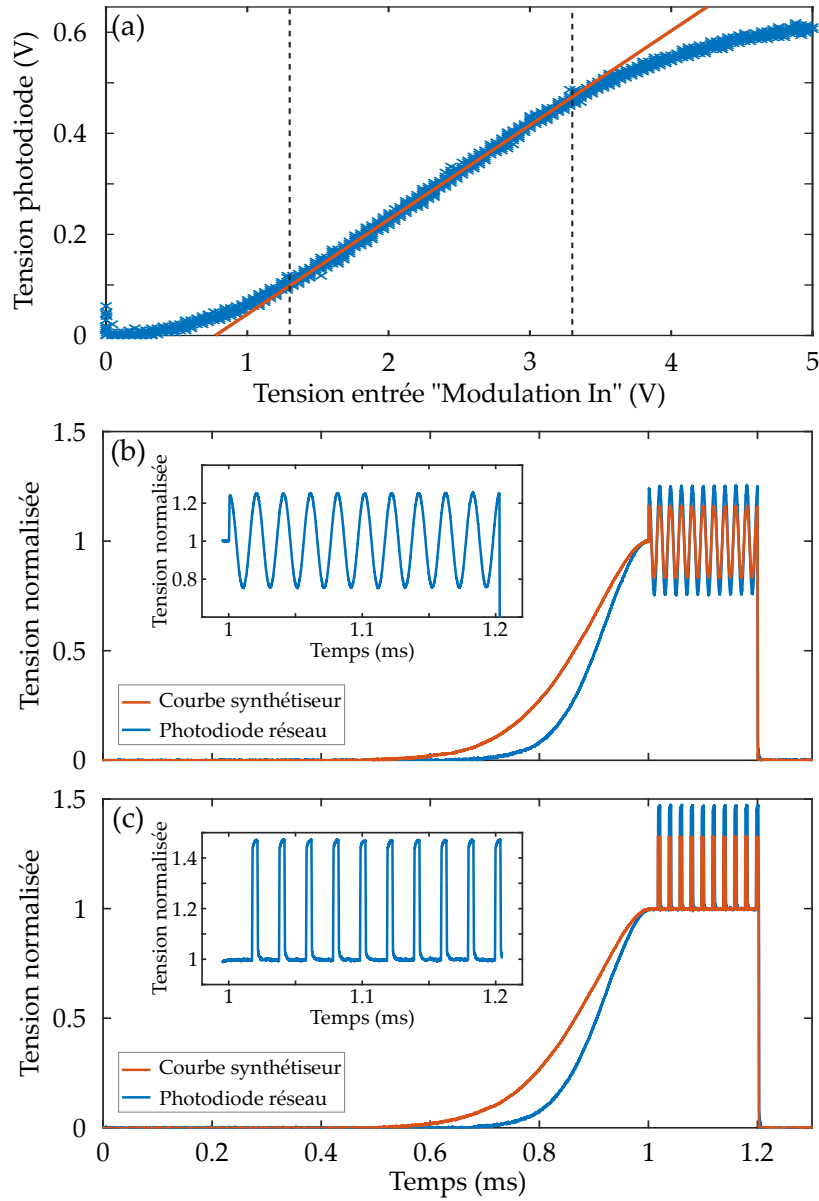 (a)
Tension photodiode (V)
0.6
0.4
0.2
0
0 1 2 3 4 5
Tension entrée "Modulation In" (V)
(b)
Tension normalisée
1.5
1
0.5
0
Tension normalisée
1.2
1
0.8
1 1.1 1.2
Temps (ms)
Courbe synthétiseur
Photodiode réseau
(c)
Tension normalisée
1.5
1
0.5
0
Tension normalisée
1.4
1.2
1
1 1.1 1.2
Temps (ms)
Courbe synthétiseur
Photodiode réseau
0 0.2 0.4 0.6 0.8 1 1.2
Temps (ms)